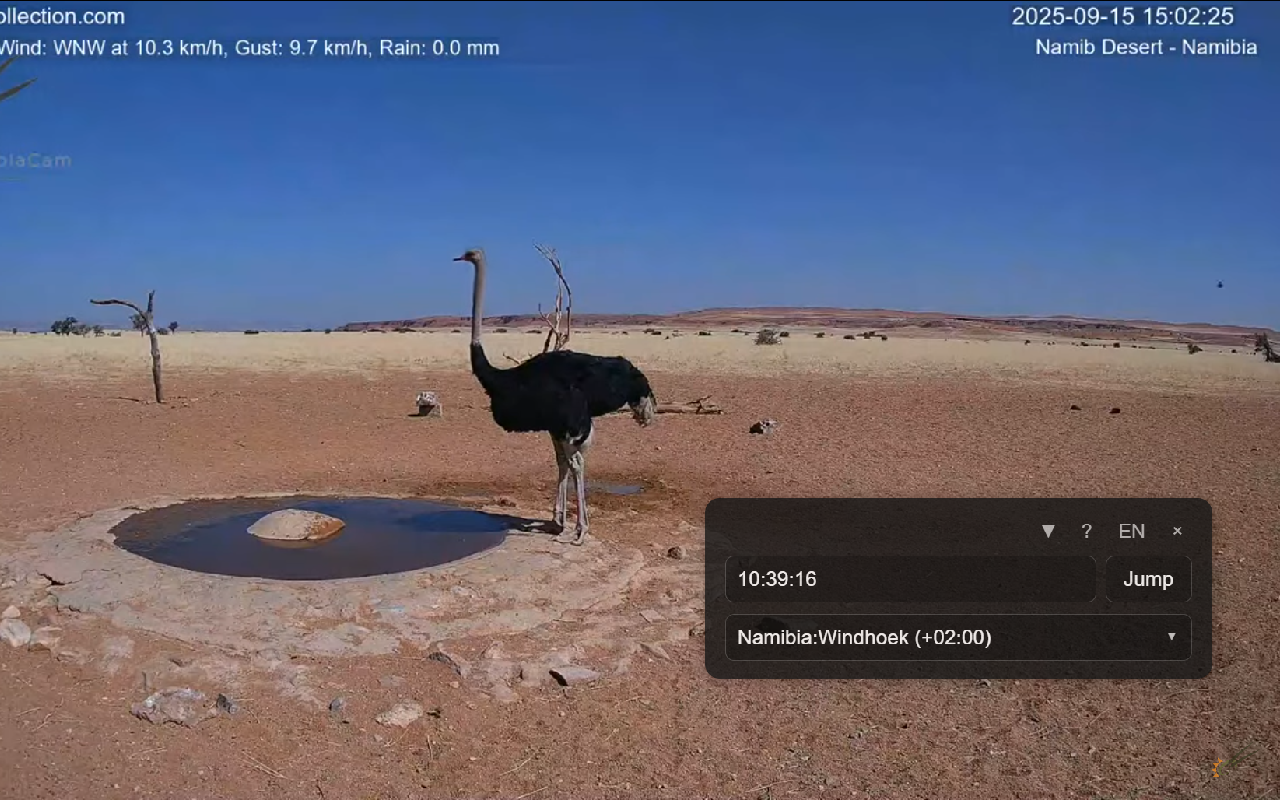 ollection.com
2025-09-15 15:02:25
Wind: WNW at 10.3 km/h, Gust: 9.7 km/h, Rain: 0.0 mm
Namib Desert - Namibia
olaCam
▼ ? EN ×
10:39:16
Jump
Namibia:Windhoek (+02:00)